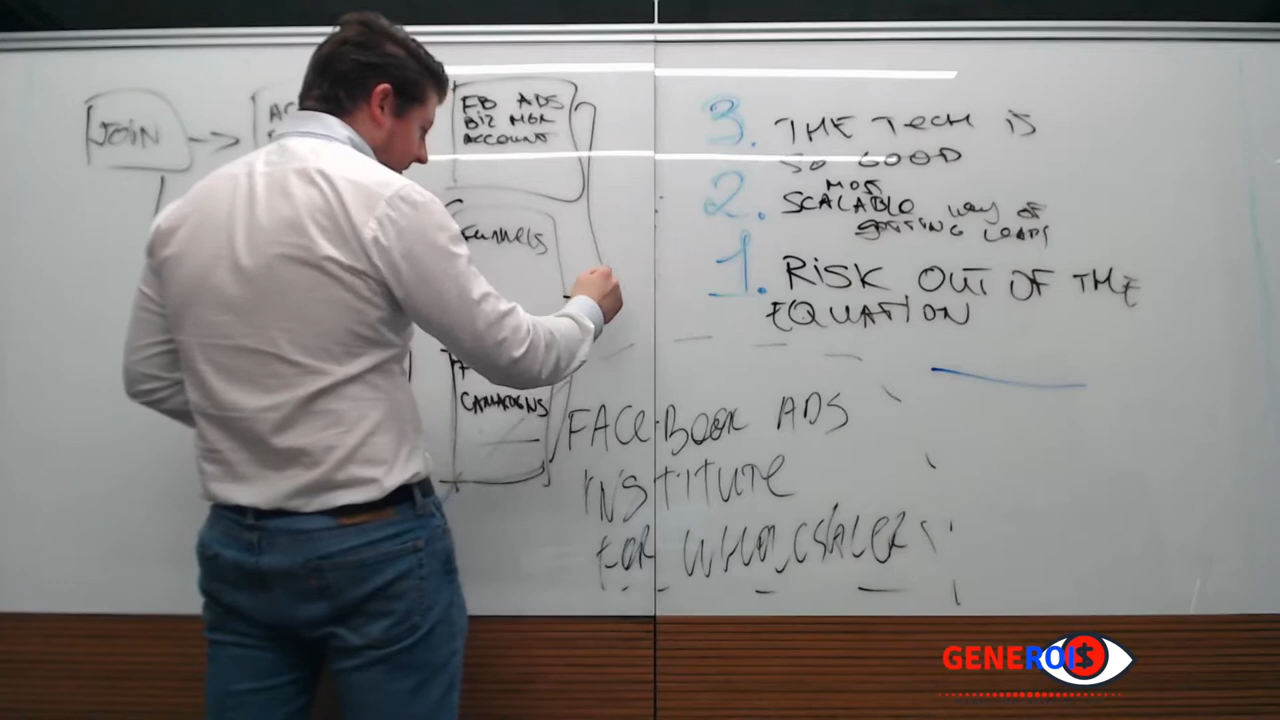 JOIN
FB ADS
BIZ MGR
ACCOUNT
Funnels
CAMPAIGNS
3. THE TECH IS
SO GOOD
2. MOST
SCALABLE way of
GETTING LEADS
1. RISK OUT OF THE
EQUATION
FACEBOOK ADS
INSTITUTE
FOR WHOLESALERS
GENEROI$